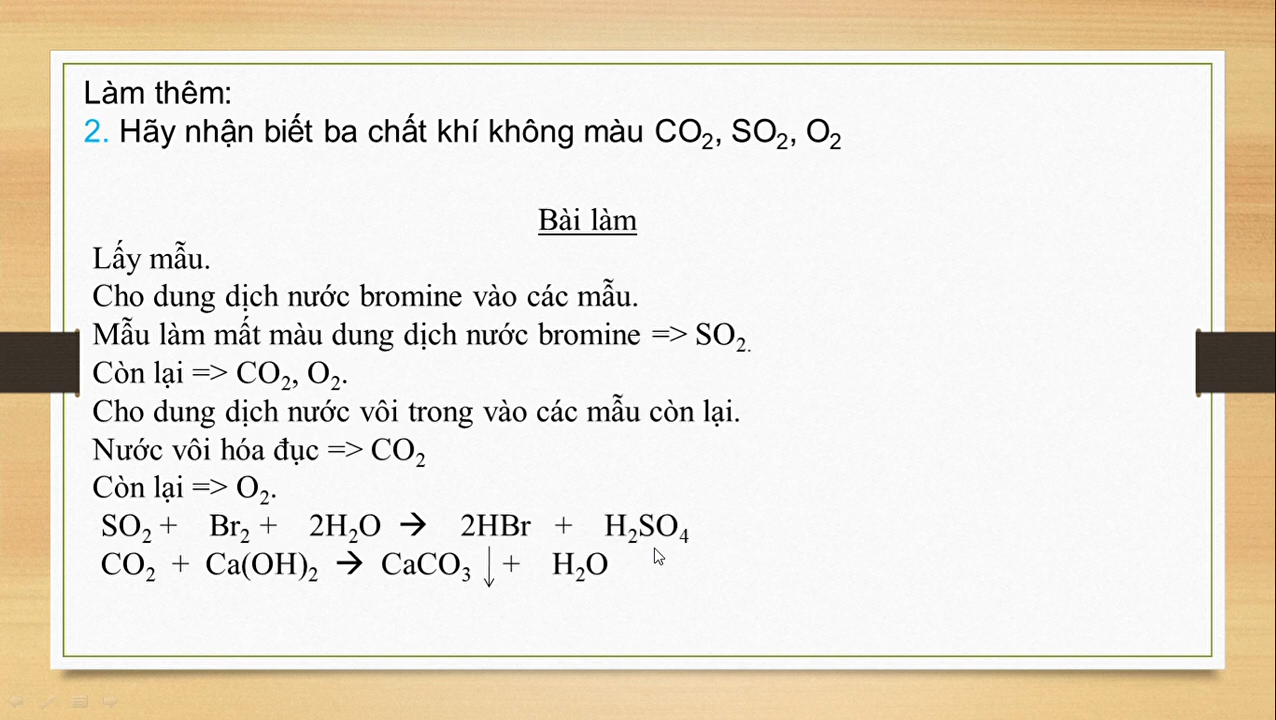 Làm thêm:
2. Hãy nhận biết ba chất khí không màu CO₂, SO₂, O₂
Bài làm
Lấy mẫu.
Cho dung dịch nước bromine vào các mẫu.
Mẫu làm mất màu dung dịch nước bromine => SO₂.
Còn lại => CO₂, O₂.
Cho dung dịch nước vôi trong vào các mẫu còn lại.
Nước vôi hóa đục => CO₂
Còn lại => O₂.
SO₂ + Br₂ + 2H₂O → 2HBr + H₂SO₄
CO₂ + Ca(OH)₂ → CaCO₃ ↓ + H₂O